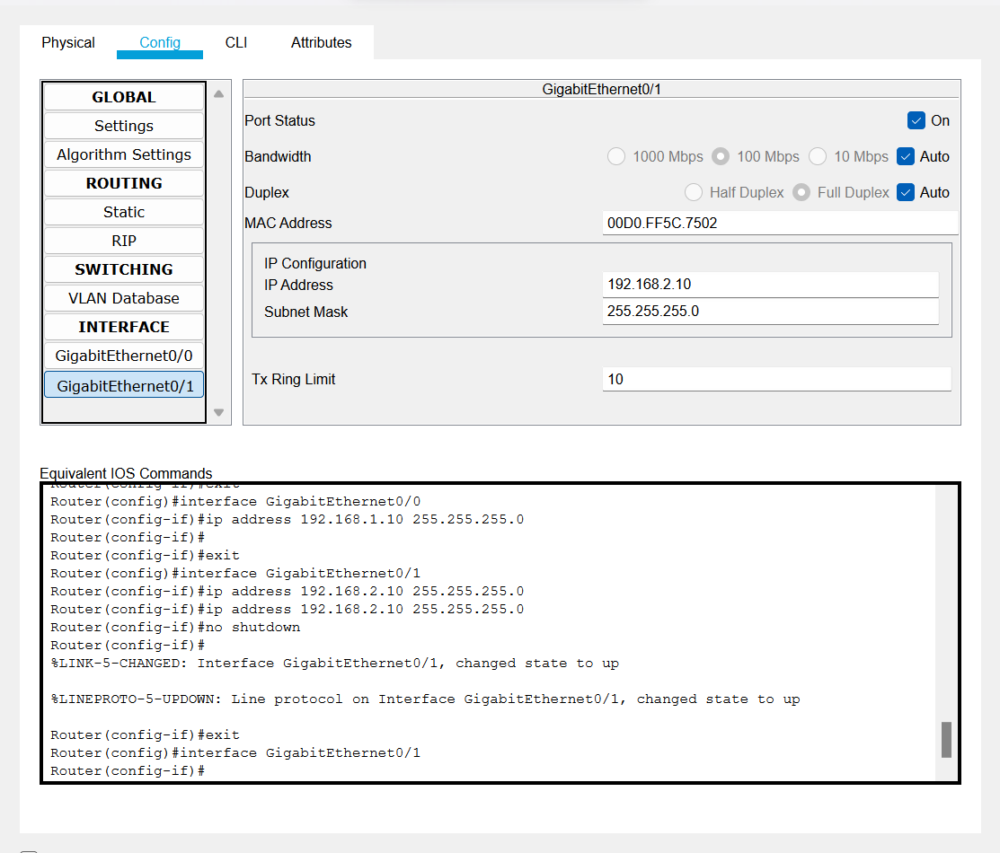 Physical
Config
CLI
Attributes
GLOBAL
Settings
Algorithm Settings
ROUTING
Static
RIP
SWITCHING
VLAN Database
INTERFACE
GigabitEthernet0/0
GigabitEthernet0/1
GigabitEthernet0/1
Port Status On
Bandwidth 1000 Mbps 100 Mbps 10 Mbps Auto
Duplex Half Duplex Full Duplex Auto
MAC Address 00D0.FF5C.7502
IP Configuration
IP Address 192.168.2.10
Subnet Mask 255.255.255.0
Tx Ring Limit 10
Equivalent IOS Commands
Router(config-if)#exit
Router(config)#interface GigabitEthernet0/0
Router(config-if)#ip address 192.168.1.10 255.255.255.0
Router(config-if)#
Router(config-if)#exit
Router(config)#interface GigabitEthernet0/1
Router(config-if)#ip address 192.168.2.10 255.255.255.0
Router(config-if)#ip address 192.168.2.10 255.255.255.0
Router(config-if)#no shutdown
Router(config-if)#
%LINK-5-CHANGED: Interface GigabitEthernet0/1, changed state to up
%LINEPROTO-5-UPDOWN: Line protocol on Interface GigabitEthernet0/1, changed state to up
Router(config-if)#exit
Router(config)#interface GigabitEthernet0/1
Router(config-if)#